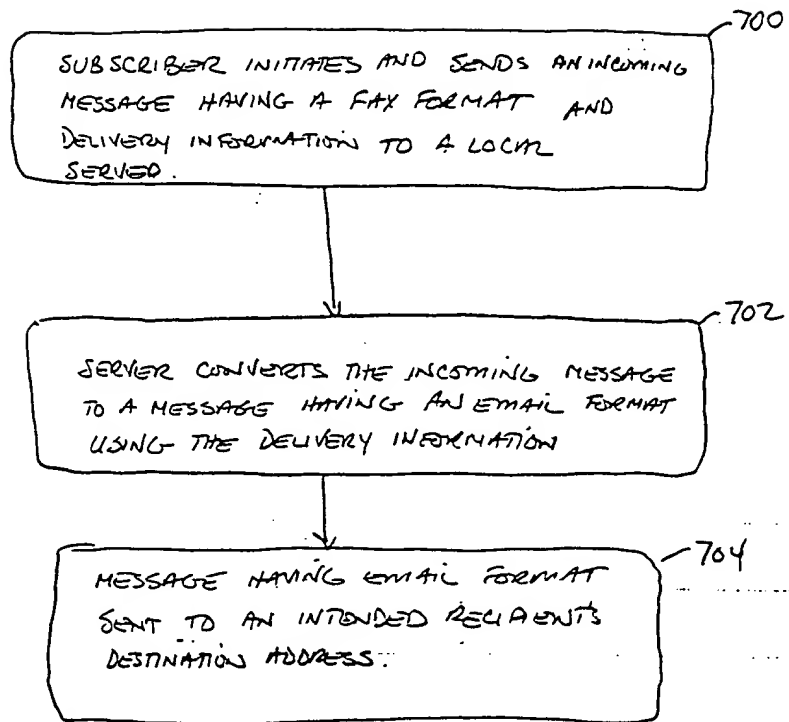 700
SUBSCRIBER INITIATES AND SENDS AN INCOMING
MESSAGE HAVING A FAX FORMAT AND
DELIVERY INFORMATION TO A LOCAL
SERVED.
702
SERVER CONVERTS THE INCOMING MESSAGE
TO A MESSAGE HAVING AN EMAIL FORMAT
USING THE DELIVERY INFORMATION
704
MESSAGE HAVING EMAIL FORMAT
SENT TO AN INTENDED RECIPIENTS
DESTINATION ADDRESS.